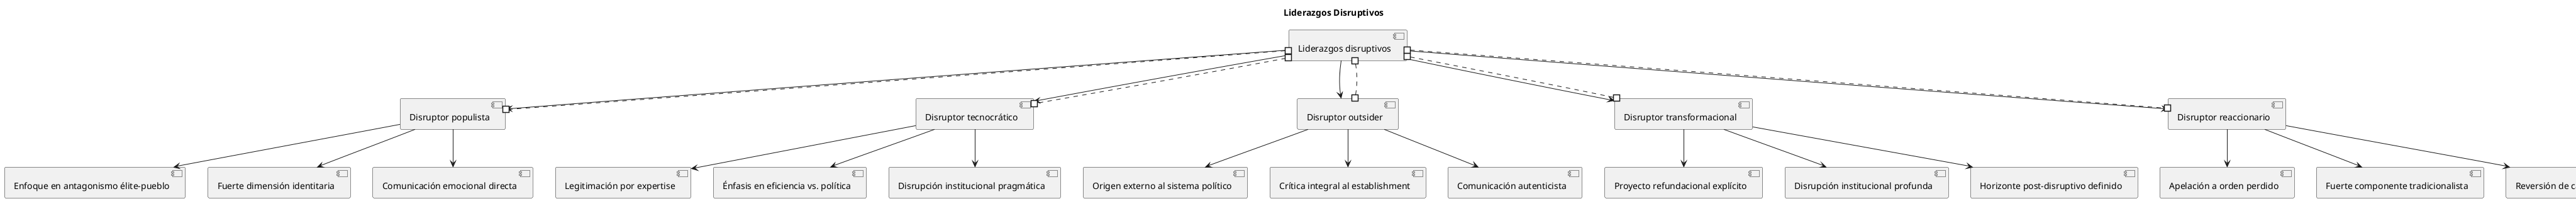 Liderazgos Disruptivos
Liderazgos disruptivos
Disruptor populista
Disruptor tecnocrático
Disruptor outsider
Disruptor transformacional
Disruptor reaccionario
Enfoque en antagonismo élite-pueblo
Fuerte dimensión identitaria
Comunicación emocional directa
Legitimación por expertise
Énfasis en eficiencia vs. política
Disrupción institucional pragmática
Origen externo al sistema político
Crítica integral al establishment
Comunicación autenticista
Proyecto refundacional explícito
Disrupción institucional profunda
Horizonte post-disruptivo definido
Apelación a orden perdido
Fuerte componente tradicionalista
Reversión de